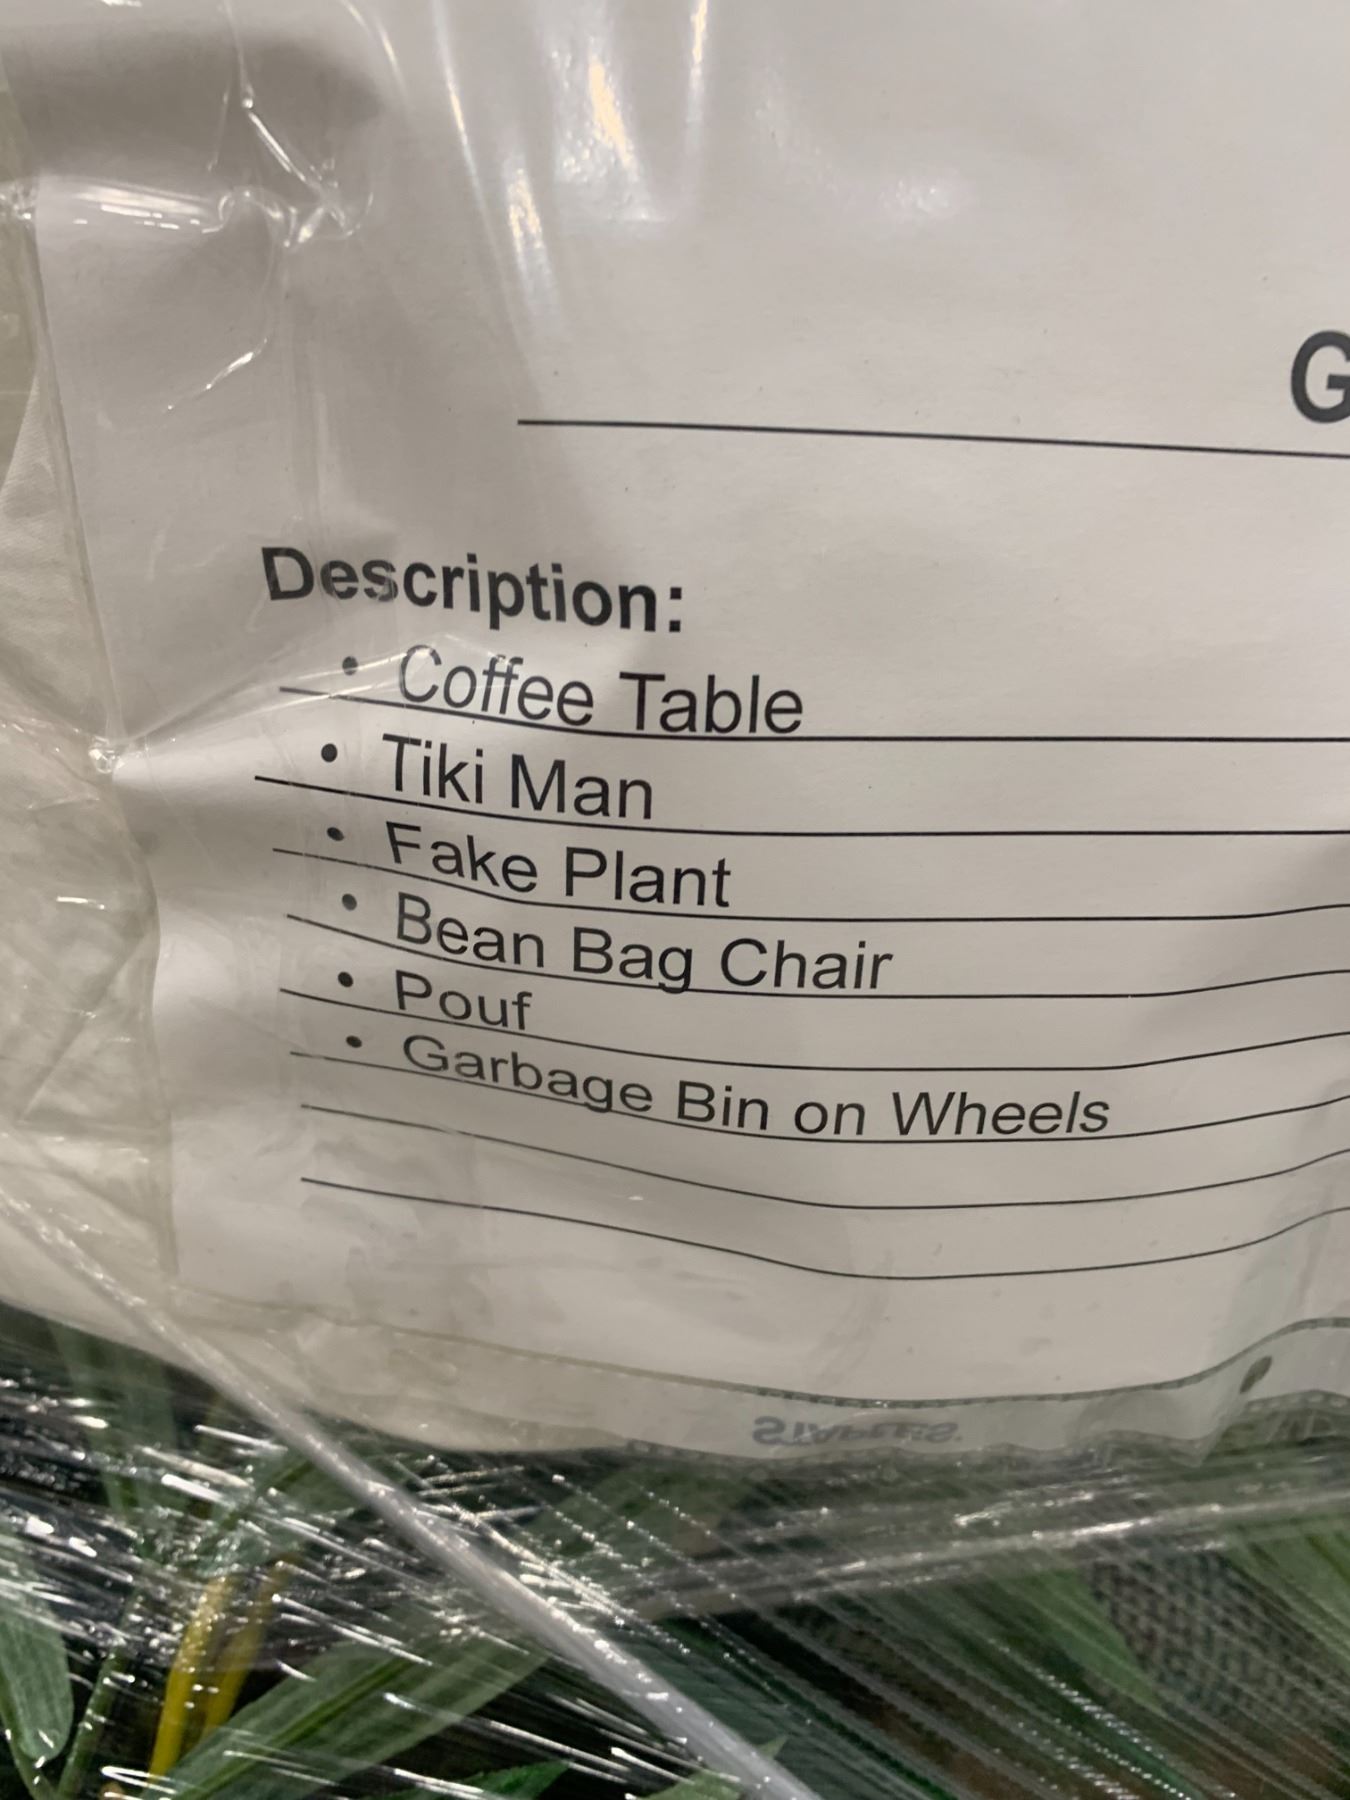 G
Description:
• Coffee Table
• Tiki Man
• Fake Plant
• Bean Bag Chair
• Pouf
• Garbage Bin on Wheels